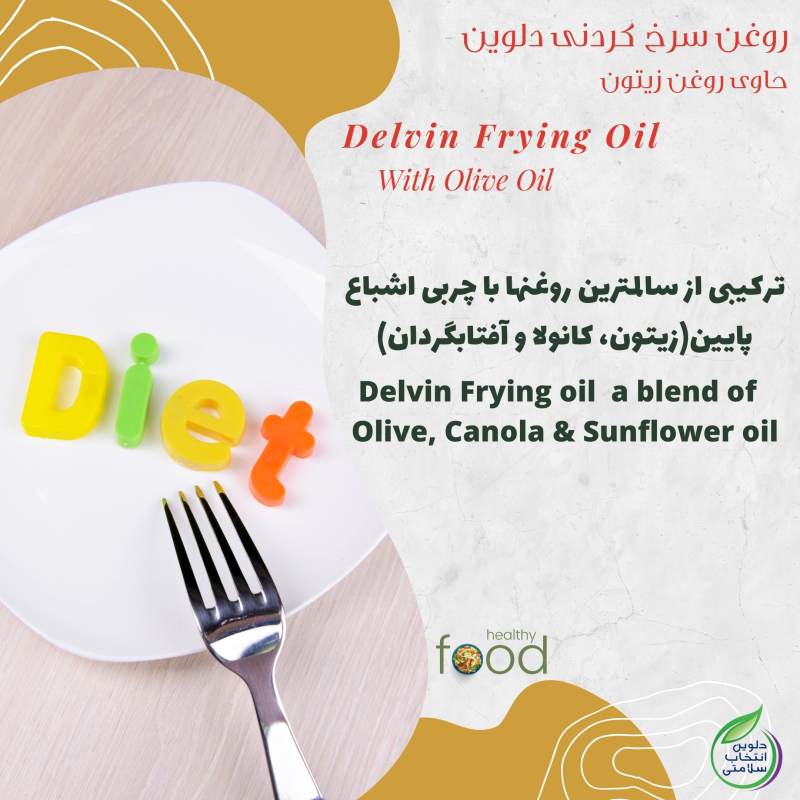 روغن سرخ کردنی دلوین
حاوی روغن زیتون
Delvin Frying Oil
With Olive Oil
ترکیبی از سالمترین روغنها با چربی اشباع
پایین(زیتون، کانولا و آفتابگردان)
Delvin Frying oil a blend of
Olive, Canola & Sunflower oil
Diet
healthy
food
دلوین
انتخاب
سلامتی